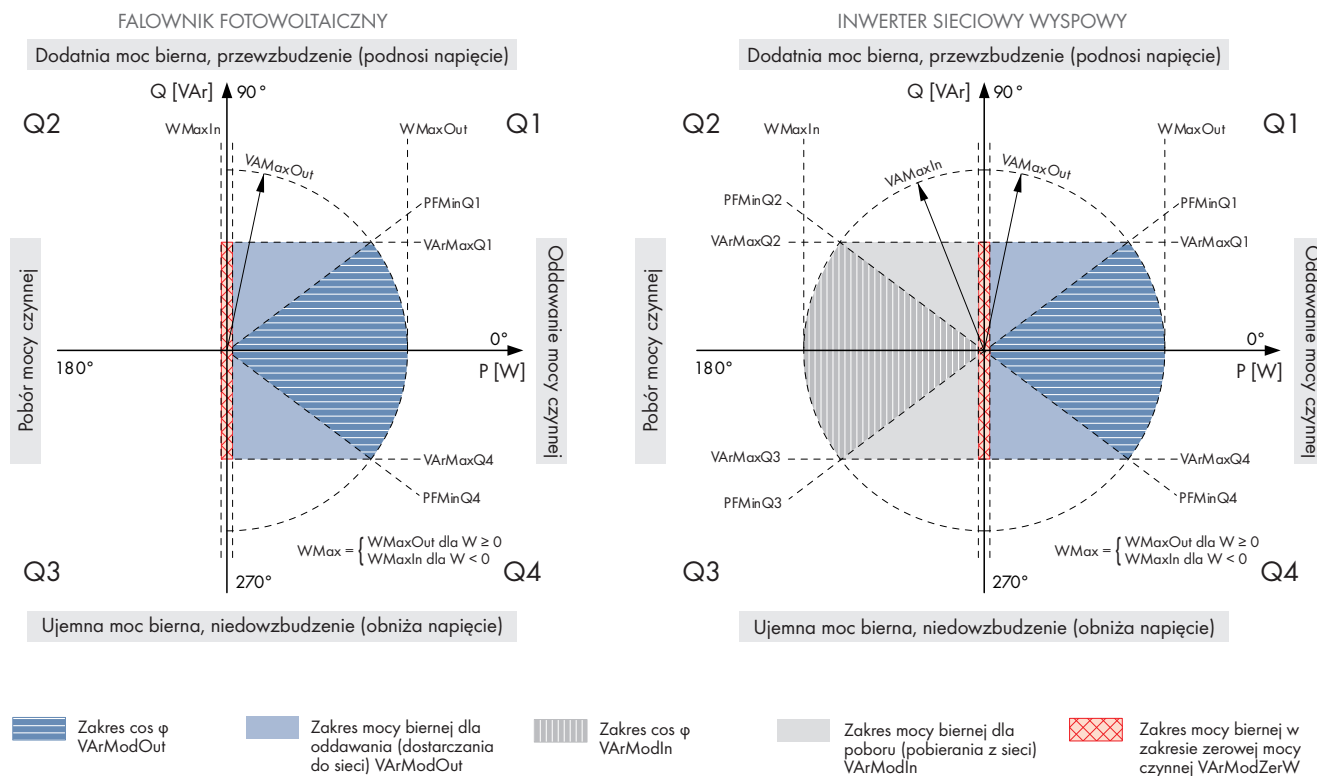 FALOWNIK FOTOWOLTAICZNY
Dodatnia moc bierna, przewzbudzenie (podnosi napięcie)
Q [VAr]
90°
Q2
WMaxIn
WMaxOut
Q1
VAMaxOut
PFMinQ1
VArMaxQ1
Pobór mocy czynnej
Oddawanie mocy czynnej
0°
180°
P [W]
VArMaxQ4
PFMinQ4
WMax = { WMaxOut dla W ≥ 0
WMaxIn dla W < 0
Q3
270°
Q4
Ujemna moc bierna, niedowzbudzenie (obniża napięcie)
INWERTER SIECIOWY WYSPOWY
Dodatnia moc bierna, przewzbudzenie (podnosi napięcie)
Q [VAr]
90°
Q2
WMaxIn
WMaxOut
Q1
VAMaxIn
VAMaxOut
PFMinQ2
PFMinQ1
VArMaxQ2
VArMaxQ1
Pobór mocy czynnej
Oddawanie mocy czynnej
0°
180°
P [W]
VArMaxQ3
VArMaxQ4
PFMinQ3
PFMinQ4
WMax = { WMaxOut dla W ≥ 0
WMaxIn dla W < 0
Q3
270°
Q4
Ujemna moc bierna, niedowzbudzenie (obniża napięcie)
Zakres cos φ
VArModOut
Zakres mocy biernej dla
oddawania (dostarczania
do sieci) VArModOut
Zakres cos φ
VArModIn
Zakres mocy biernej dla
poboru (pobierania z sieci)
VArModIn
Zakres mocy biernej w
zakresie zerowej mocy
czynnej VArModZerW